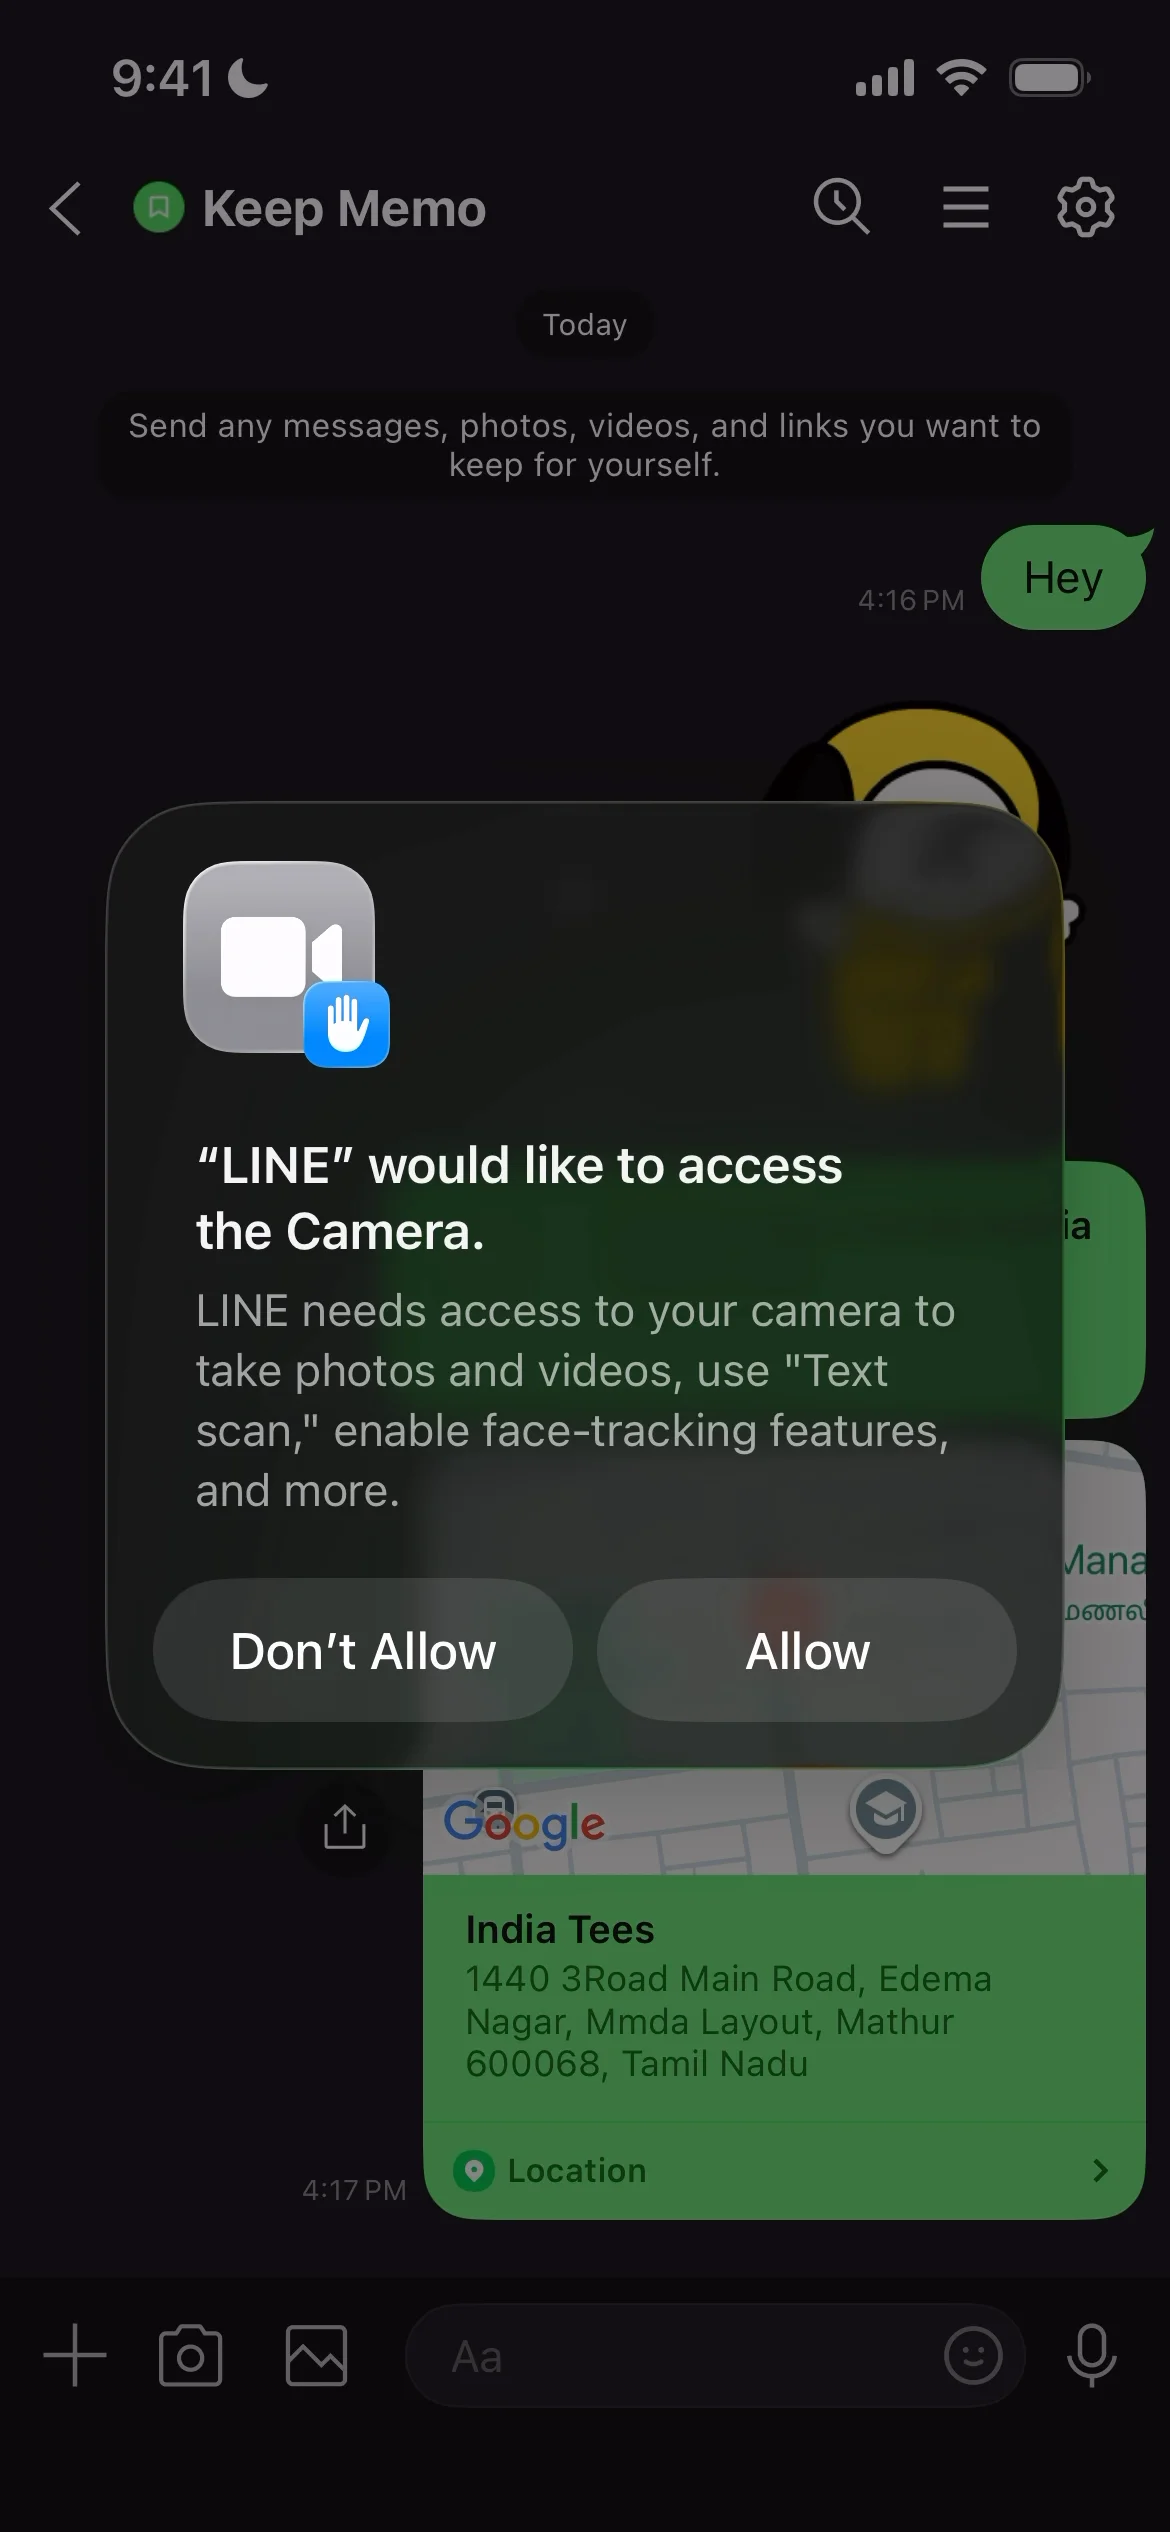 9:41
Keep Memo
Today
Send any messages, photos, videos, and links you want to
keep for yourself.
Hey
4:16 PM
“LINE” would like to access
the Camera.
ia
LINE needs access to your camera to
take photos and videos, use "Text
scan," enable face-tracking features,
and more.
Mana
மணலி
Don’t Allow
Allow
Google
India Tees
1440 3Road Main Road, Edema
Nagar, Mmda Layout, Mathur
600068, Tamil Nadu
Location
4:17 PM
Aa